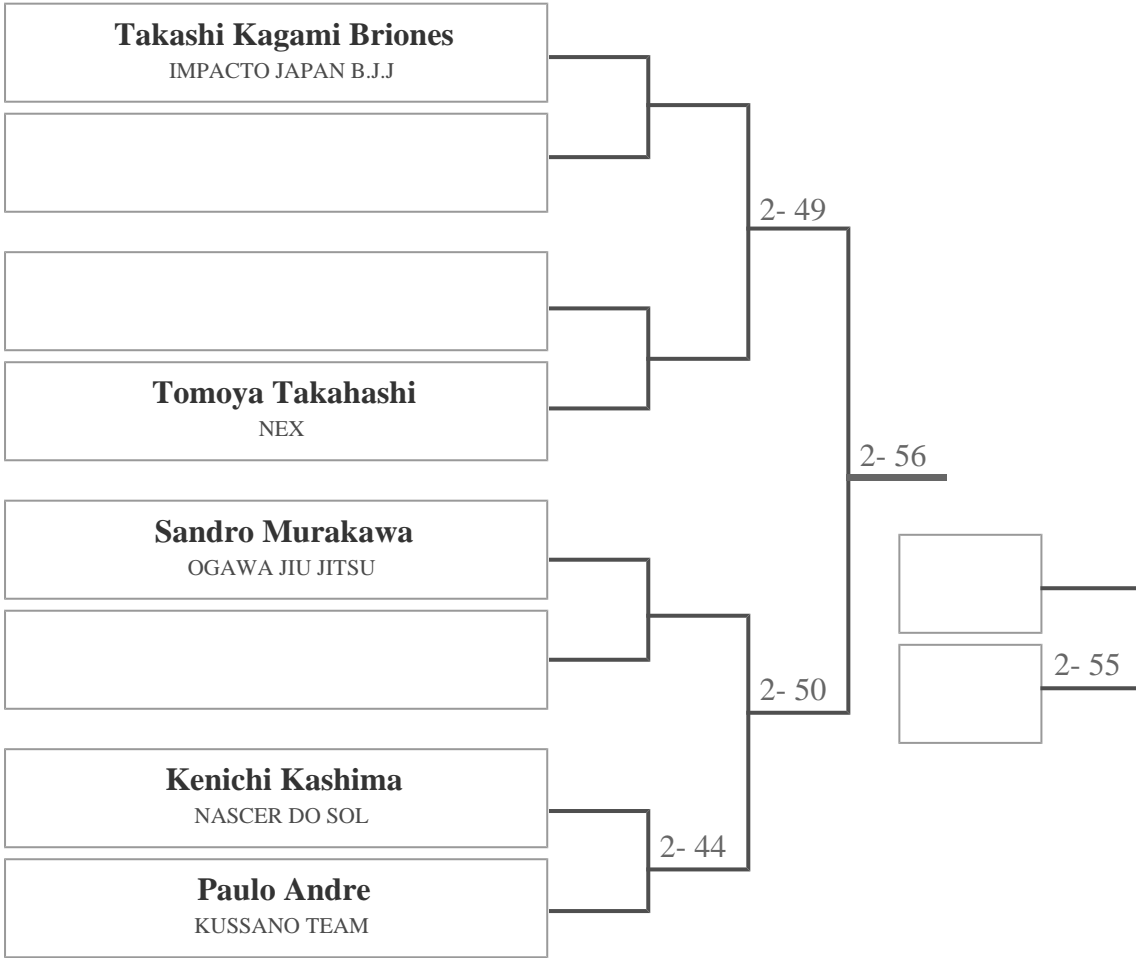 Takashi Kagami Briones
IMPACTO JAPAN B.J.J
2- 49
Tomoya Takahashi
NEX
2- 56
Sandro Murakawa
OGAWA JIU JITSU
2- 55
2- 50
Kenichi Kashima
NASCER DO SOL
2- 44
Paulo Andre
KUSSANO TEAM